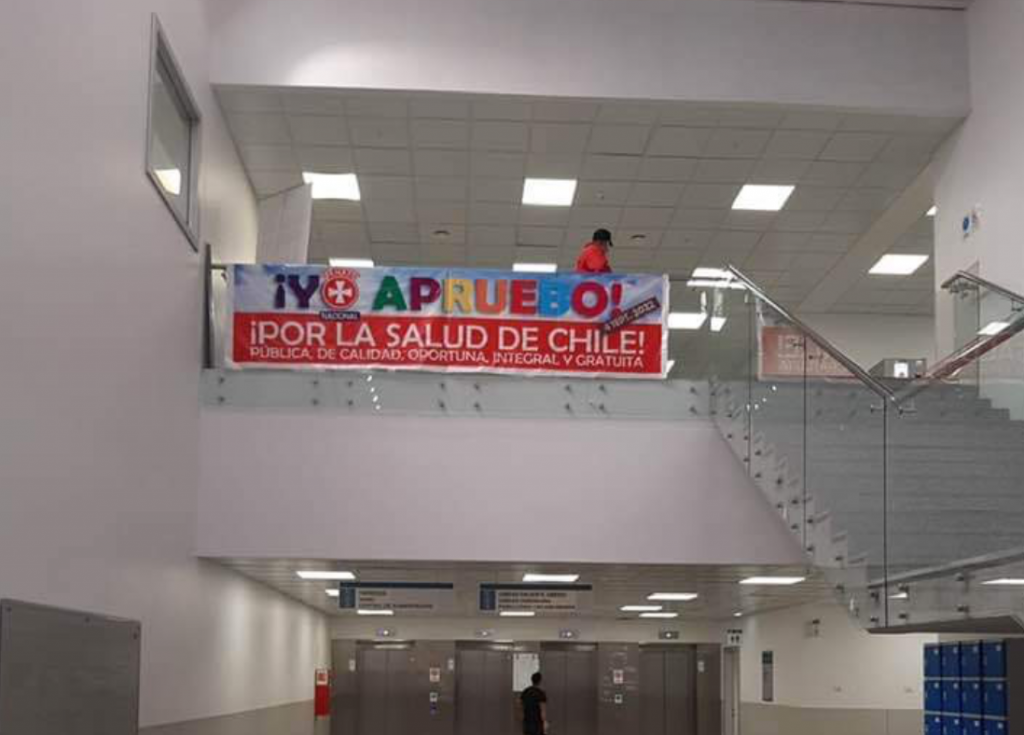 ¡YO APRUEBO!
NACIONAL
4 SEPT. 2022
¡POR LA SALUD DE CHILE!
PÚBLICA, DE CALIDAD, OPORTUNA, INTEGRAL Y GRATUITA